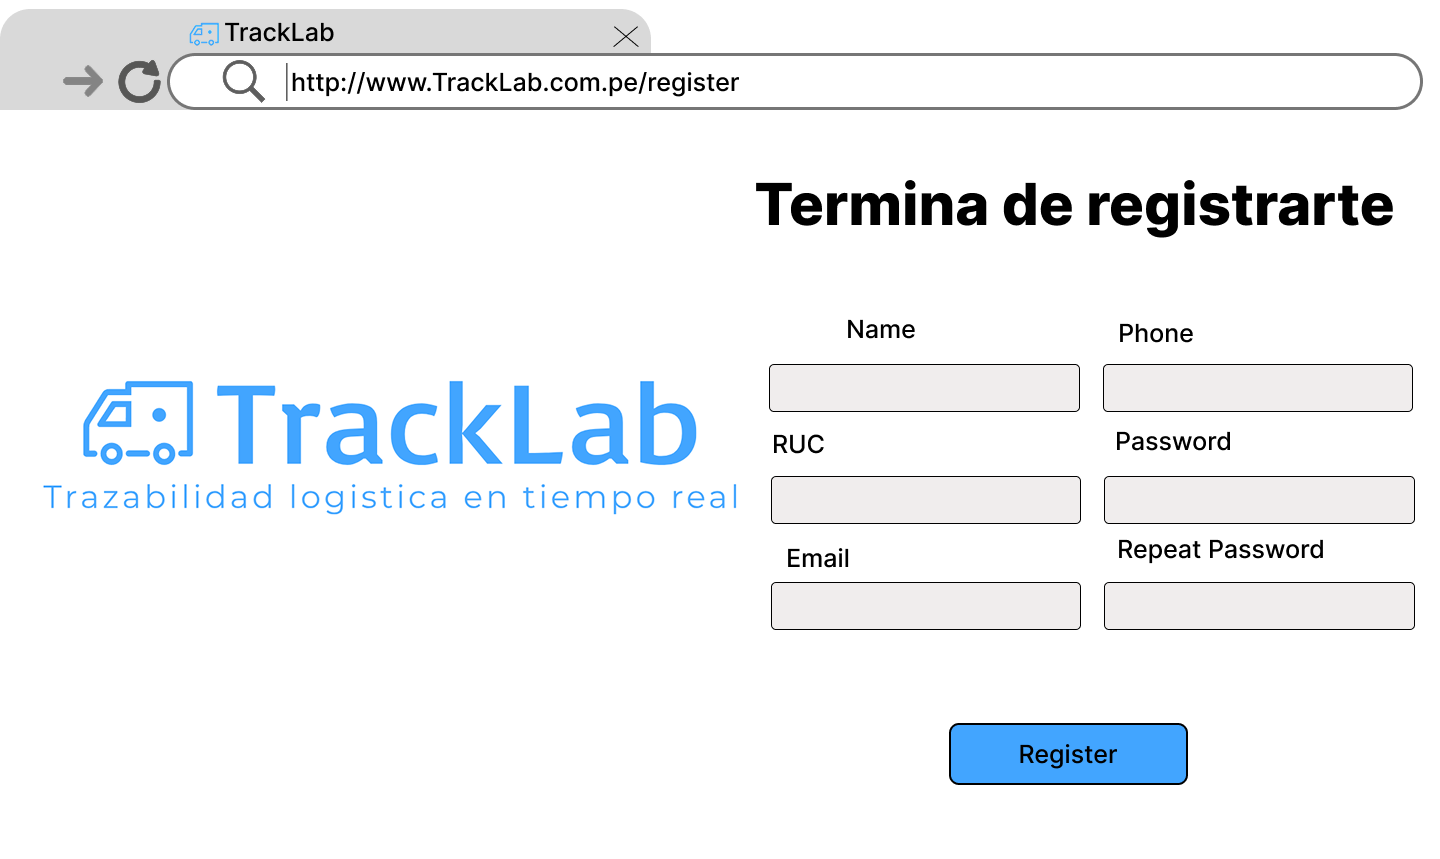 TrackLab
http://www.TrackLab.com.pe/register
Termina de registrarte
TrackLab
Trazabilidad logistica en tiempo real
Name
Phone
RUC
Password
Email
Repeat Password
Register